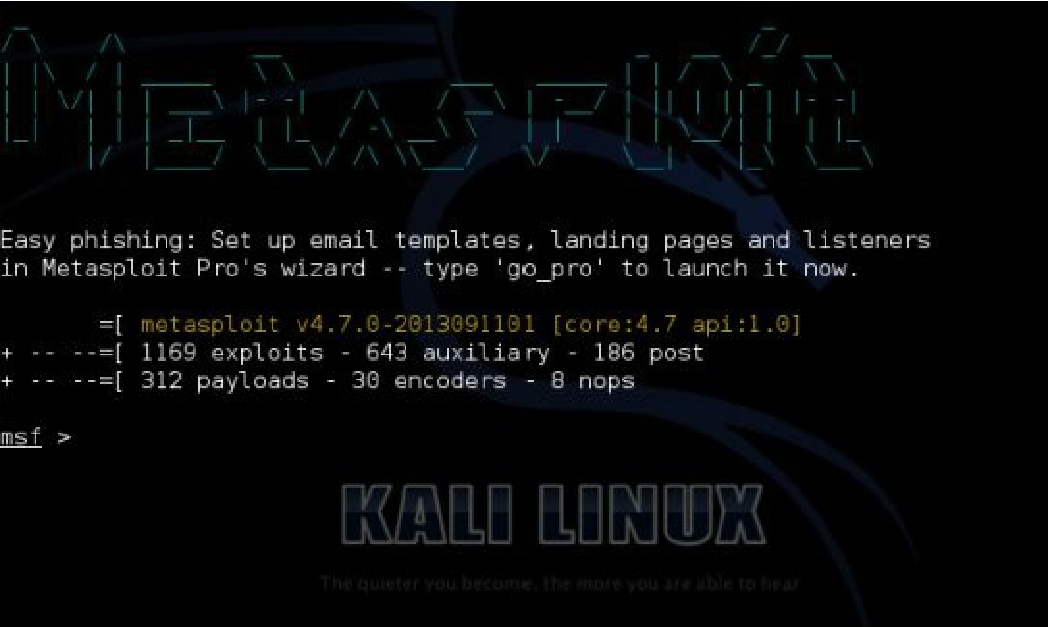 Metasploit
Easy phishing: Set up email templates, landing pages and listeners
in Metasploit Pro's wizard -- type 'go_pro' to launch it now.
=[ metasploit v4.7.0-2013091101 [core:4.7 api:1.0]
+ -- --=[ 1169 exploits - 643 auxiliary - 186 post
+ -- --=[ 312 payloads - 30 encoders - 8 nops
msf >
KALI LINUX
The quieter you become, the more you are able to hear